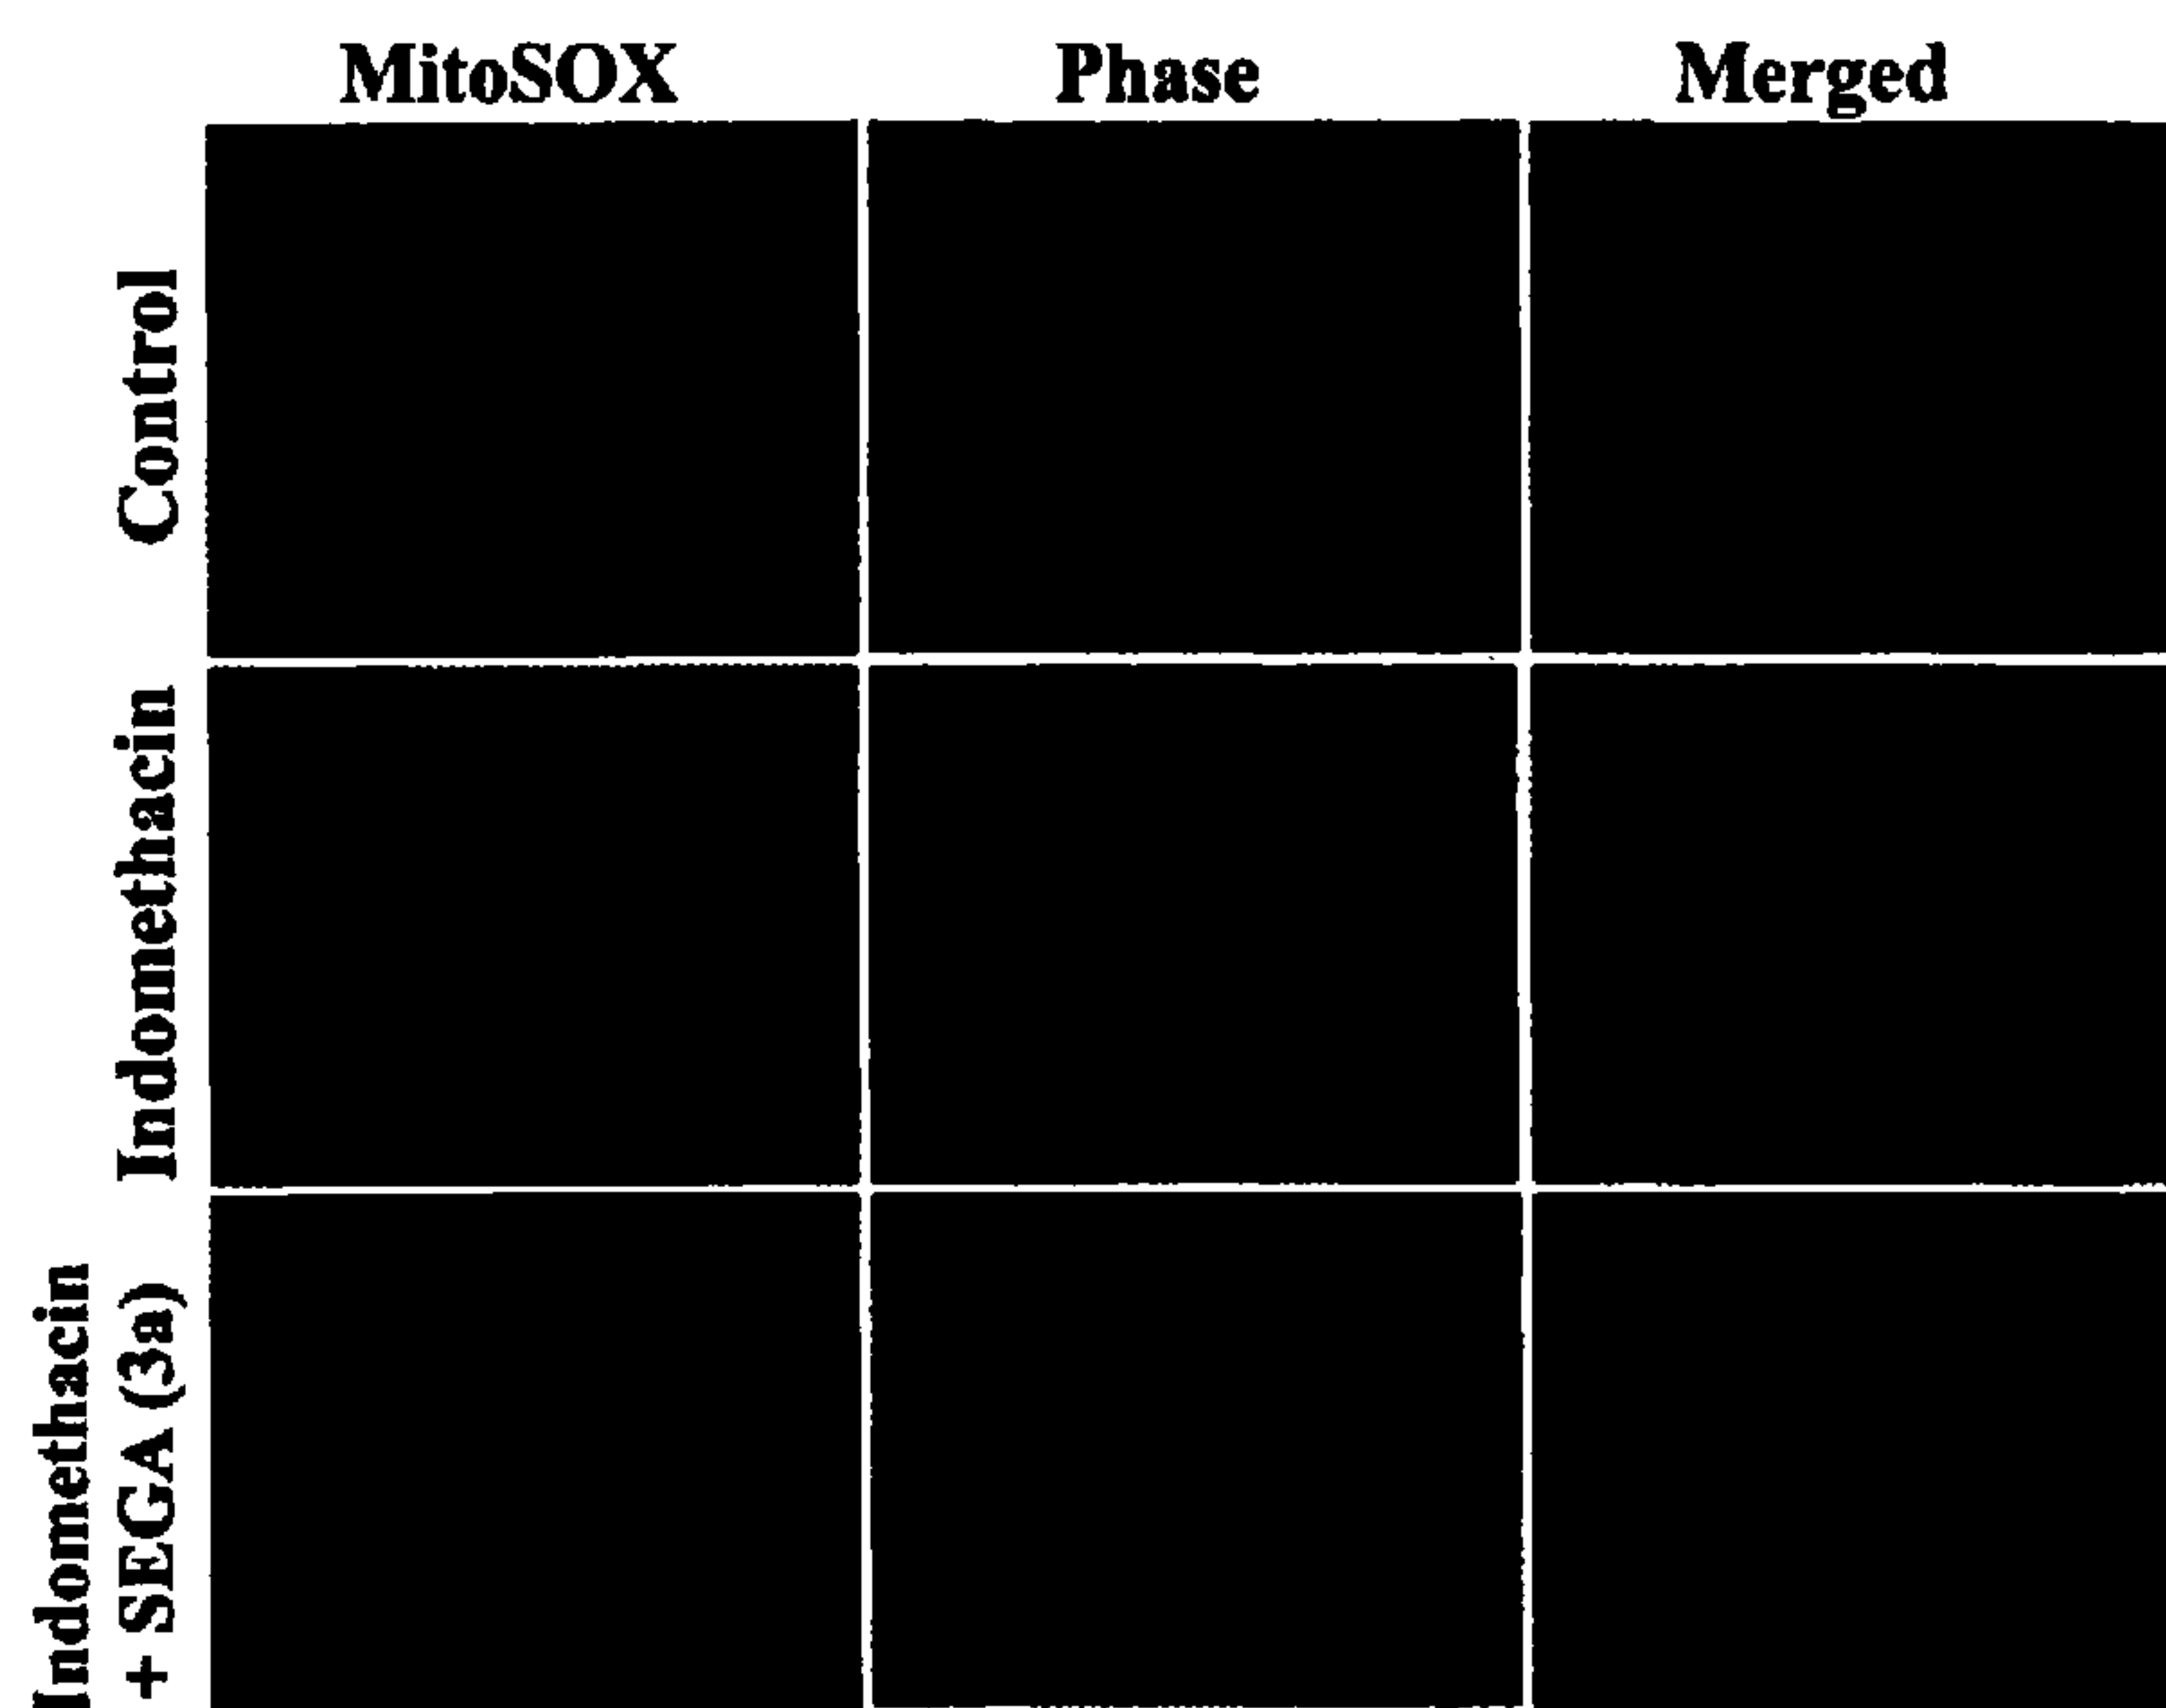 MitoSOX Phase Merged
Control
Indomethacin
Indomethacin
+ SEGA (3a)